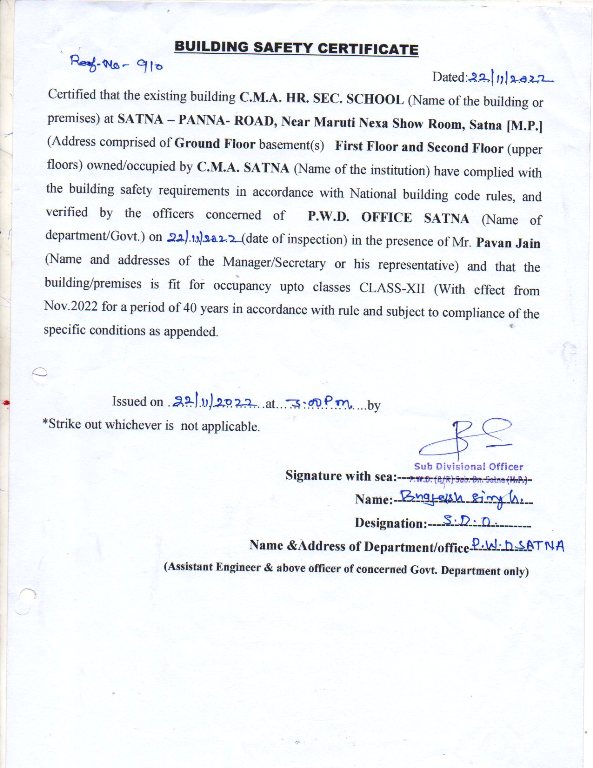 BUILDING SAFETY CERTIFICATE
Ref-No- 910
Dated:22/11/2022
Certified that the existing building C.M.A. HR. SEC. SCHOOL (Name of the building or
premises) at SATNA – PANNA- ROAD, Near Maruti Nexa Show Room, Satna [M.P.]
(Address comprised of Ground Floor basement(s) First Floor and Second Floor (upper
floors) owned/occupied by C.M.A. SATNA (Name of the institution) have complied with
the building safety requirements in accordance with National building code rules, and
verified by the officers concerned of P.W.D. OFFICE SATNA (Name of
department/Govt.) on 22/11/2022 (date of inspection) in the presence of Mr. Pavan Jain
(Name and addresses of the Manager/Secretary or his representative) and that the
building/premises is fit for occupancy upto classes CLASS-XII (With effect from
Nov.2022 for a period of 40 years in accordance with rule and subject to compliance of the
specific conditions as appended.
Issued on 22/11/2022 at 3:00 Pm by
*Strike out whichever is not applicable.
Sub Divisional Officer
Signature with sea: P.W.D. (B/R) Sub. Dn. Satna (M.P.)
Name: Singh
Designation: S.D.O.
Name &Address of Department/office P.W.D.SATNA
(Assistant Engineer & above officer of concerned Govt. Department only)